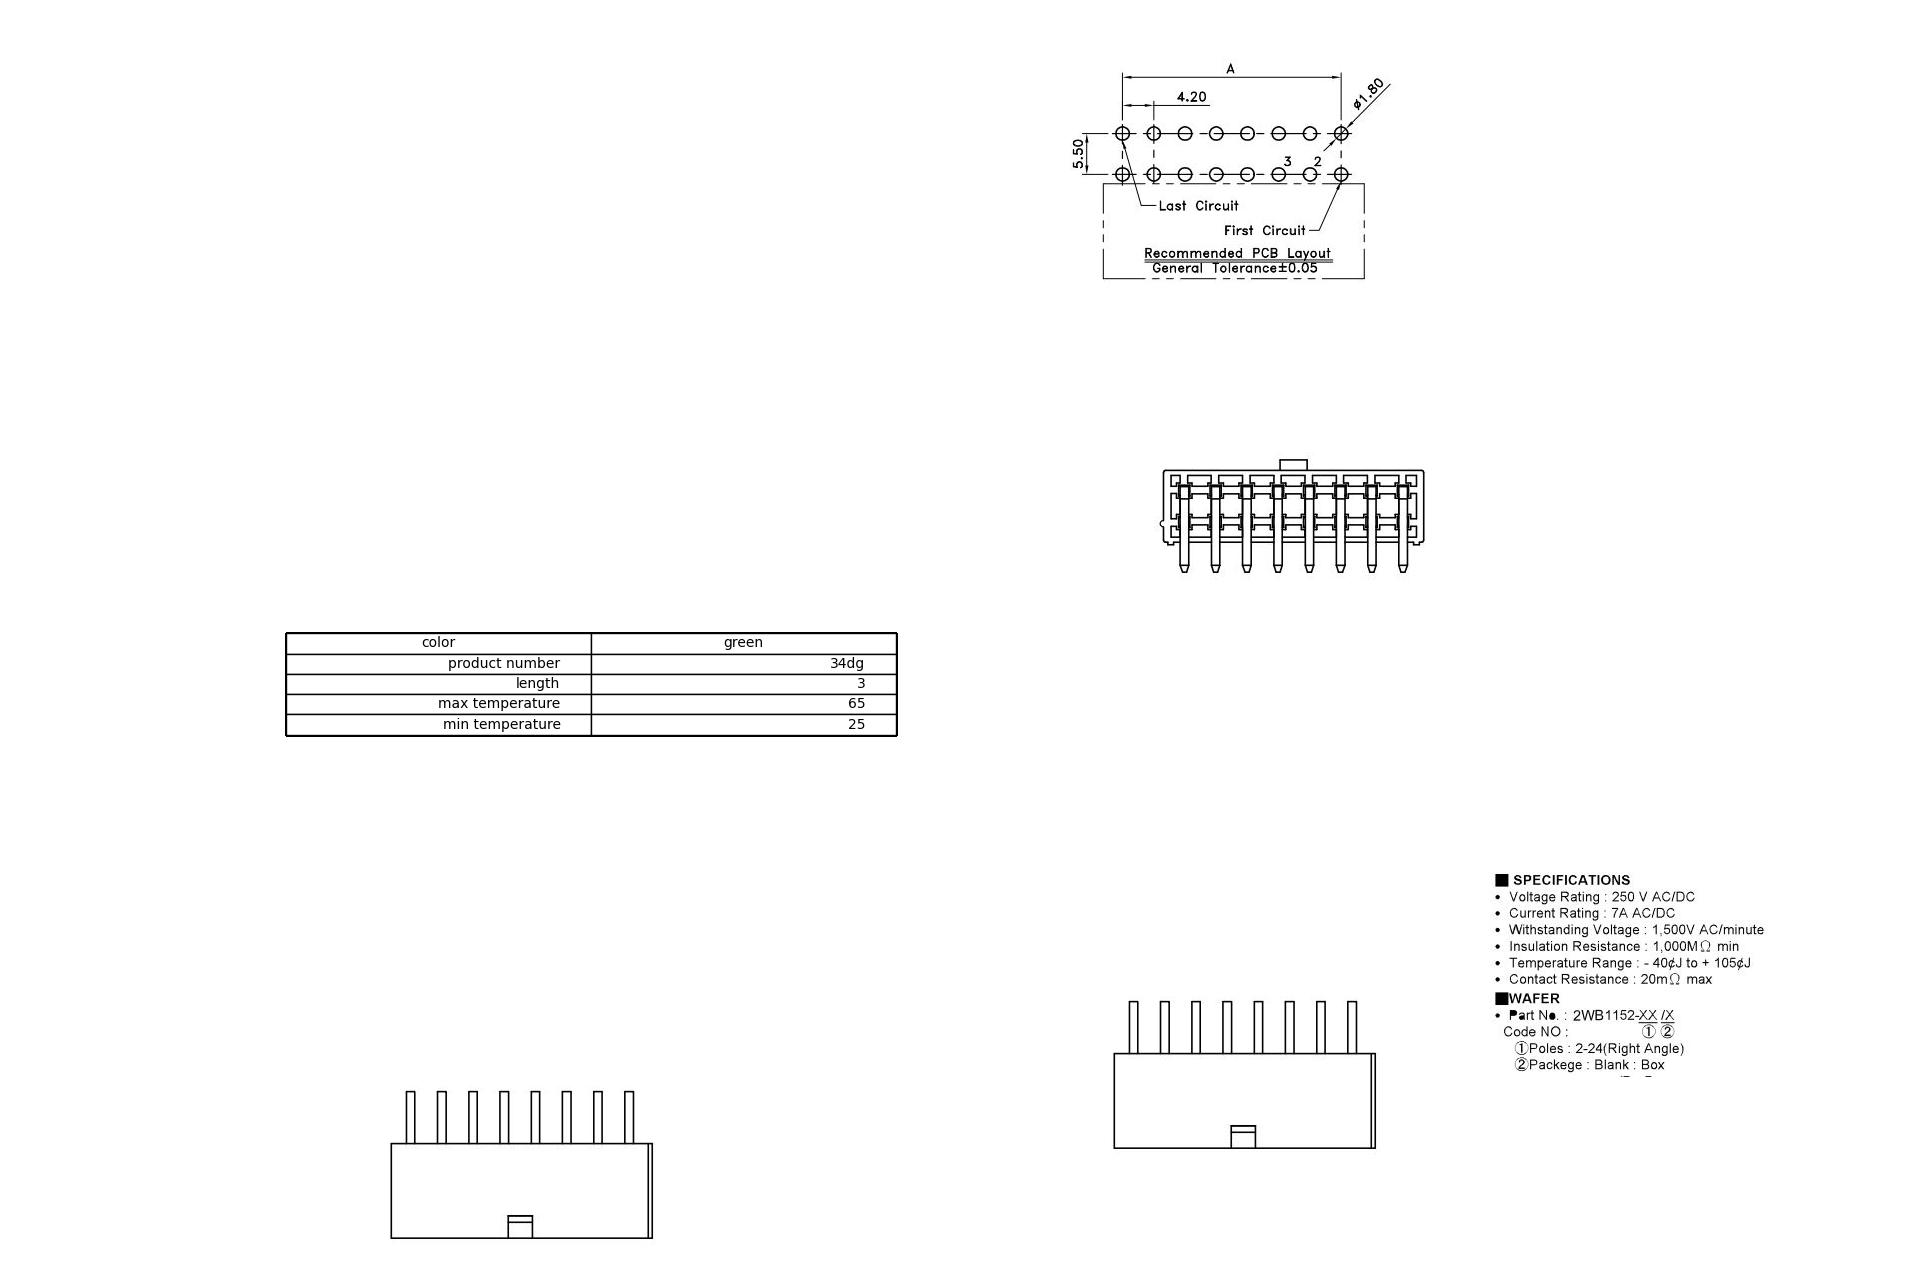 A
4.20
ø1.80
5.50
3 2
Last Circuit
First Circuit
Recommended PCB Layout
General Tolerance±0.05
color green
product number 34dg
length 3
max temperature 65
min temperature 25
■ SPECIFICATIONS
• Voltage Rating : 250 V AC/DC
• Current Rating : 7A AC/DC
• Withstanding Voltage : 1,500V AC/minute
• Insulation Resistance : 1,000MΩ min
• Temperature Range : - 40¢J to + 105¢J
• Contact Resistance : 20mΩ max
■WAFER
• Part No. : 2WB1152-XX /X
Code NO : ① ②
①Poles : 2-24(Right Angle)
②Packege : Blank : Box